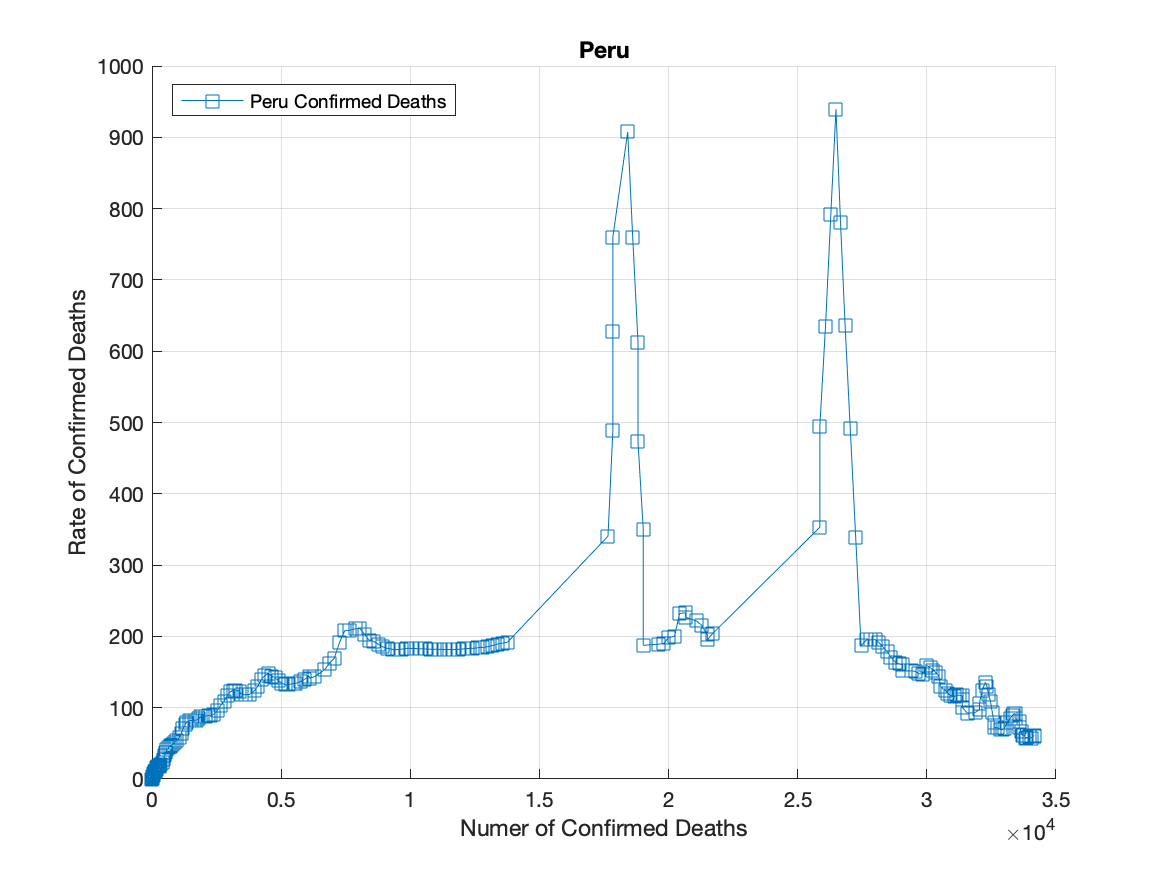 Peru
Peru Confirmed Deaths
Rate of Confirmed Deaths
1000
900
800
700
600
500
400
300
200
100
0
0 0.5 1 1.5 2 2.5 3 3.5
Numer of Confirmed Deaths
×10^4